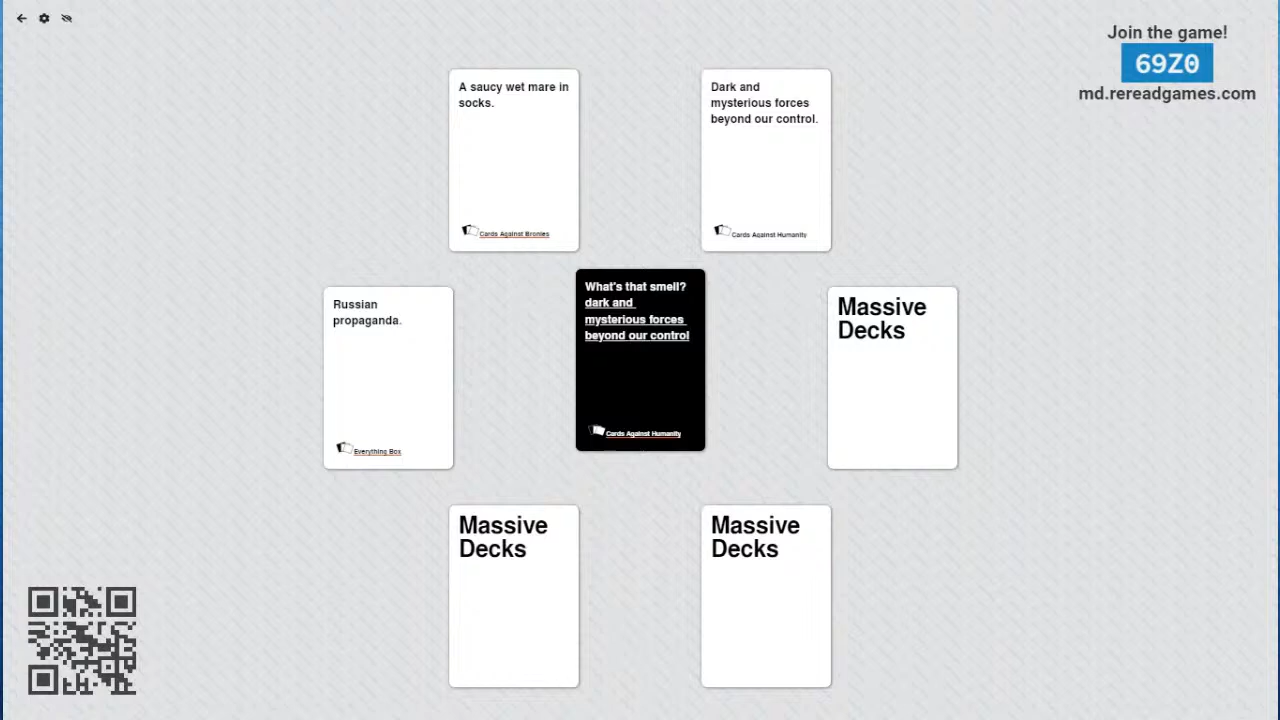 Join the game!
69Z0
md.rereadgames.com
A saucy wet mare in
socks.
Cards Against Bronies
Dark and
mysterious forces
beyond our control.
Cards Against Humanity
Russian
propaganda.
Everything Box
What's that smell?
dark and
mysterious forces
beyond our control
Cards Against Humanity
Massive
Decks
Massive
Decks
Massive
Decks